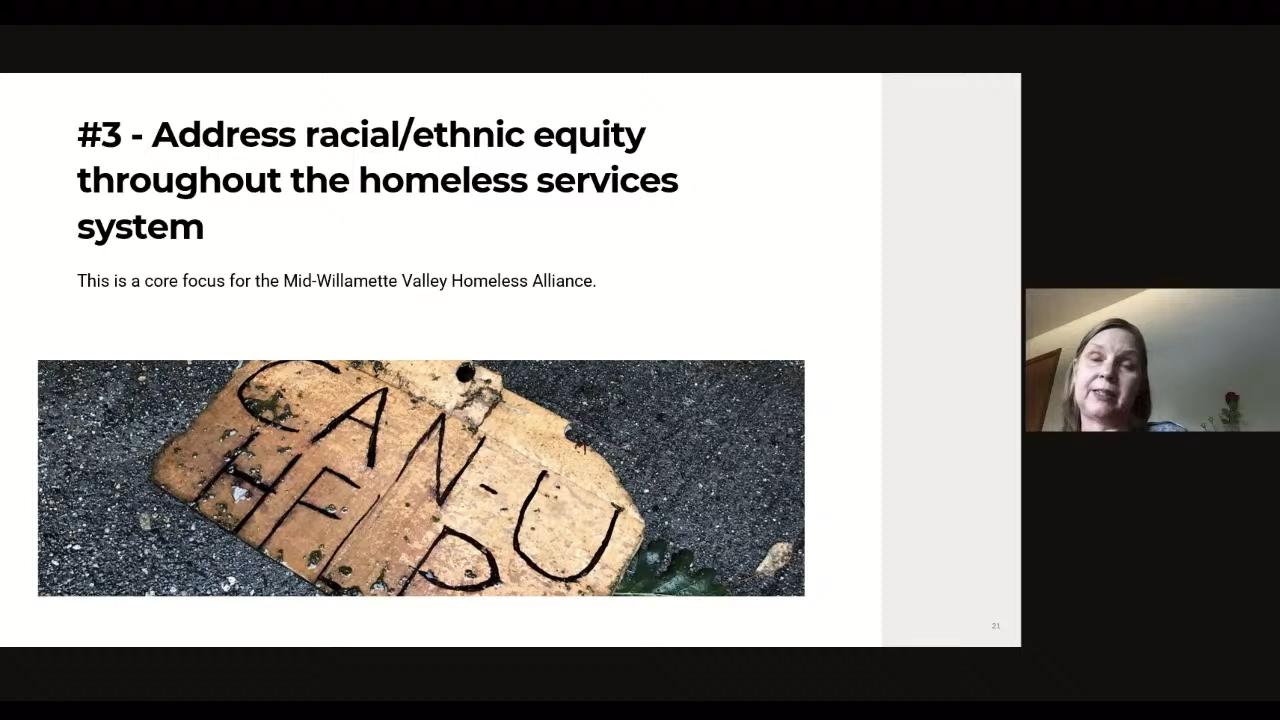 #3 - Address racial/ethnic equity
throughout the homeless services
system
This is a core focus for the Mid-Willamette Valley Homeless Alliance.
CAN-U
HELP
21